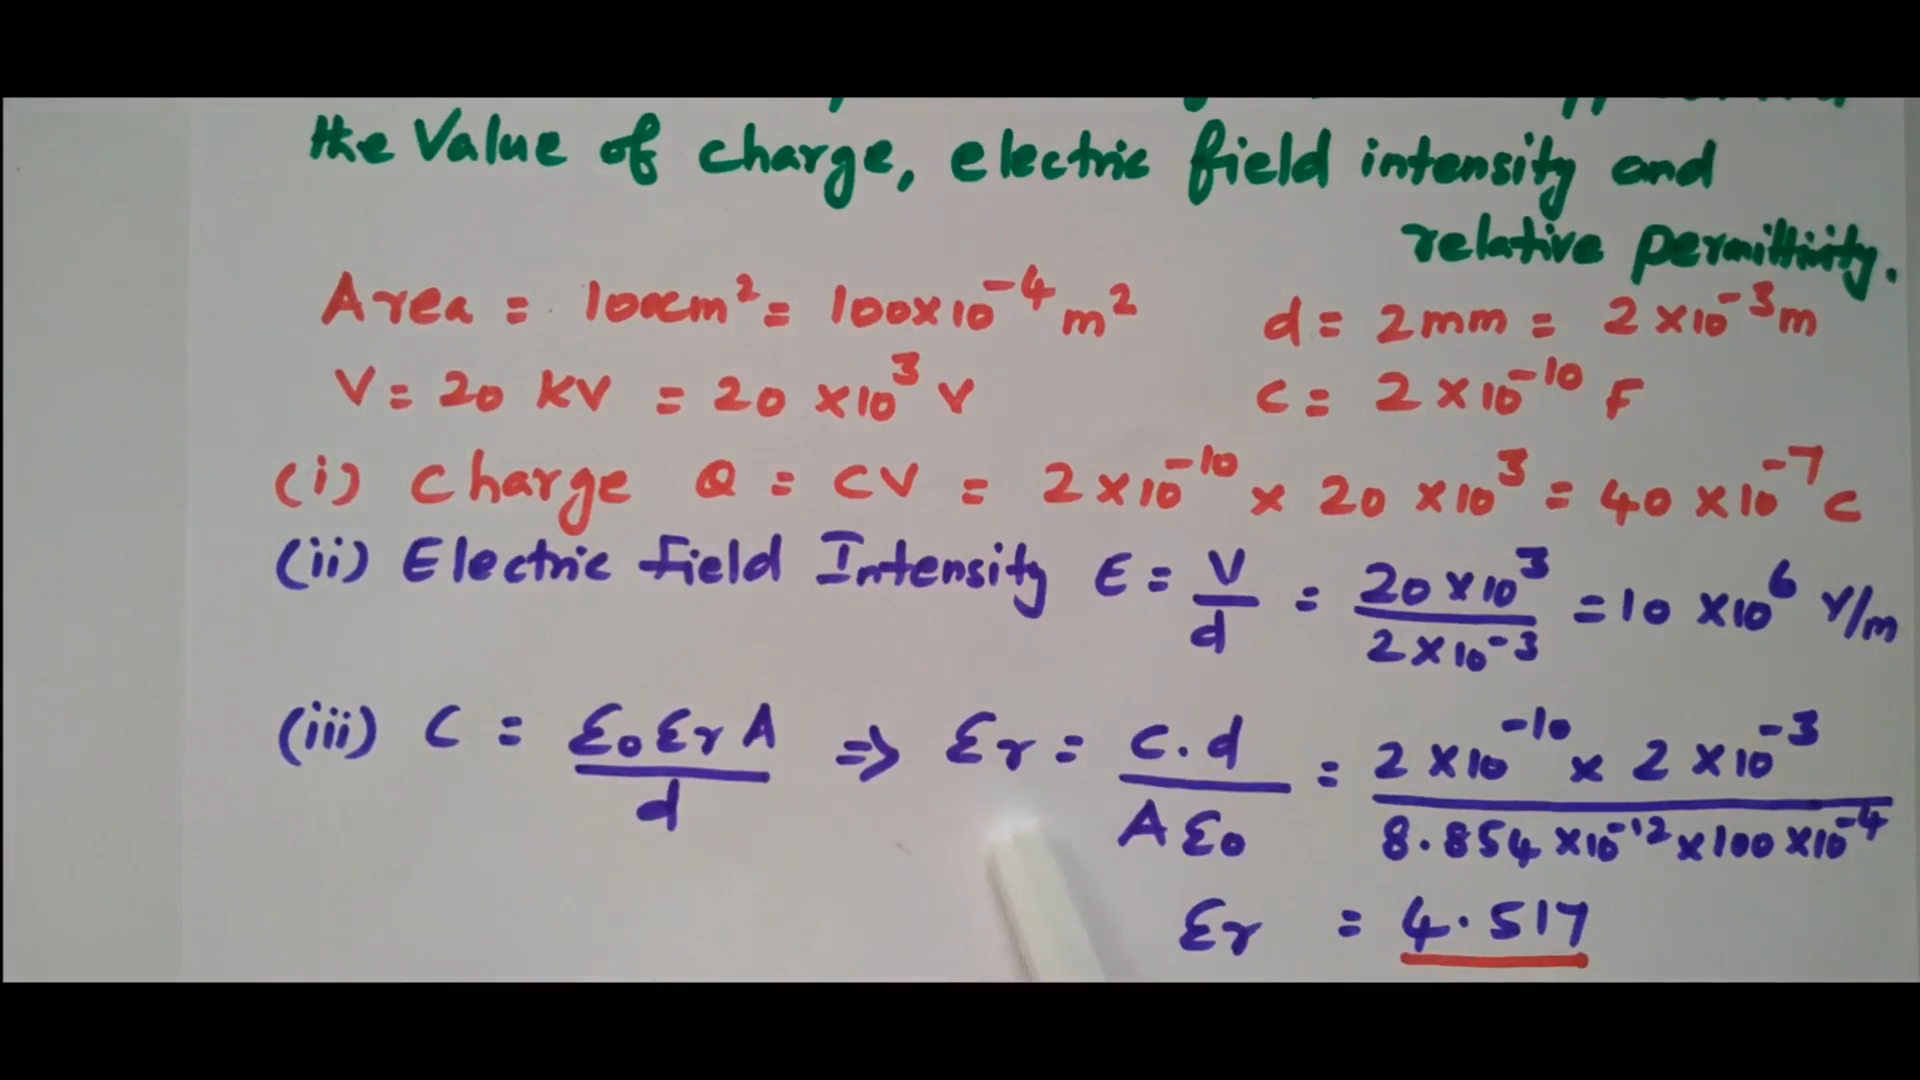 the Value of charge, electric field intensity and
relative permittivity.
Area = 100cm² = 100×10⁻⁴ m² d = 2mm = 2×10⁻³m
V = 20 KV = 20 ×10³ V C = 2×10⁻¹⁰ F
(i) Charge Q = CV = 2×10⁻¹⁰ × 20 ×10³ = 40 ×10⁻⁷ C
(ii) Electric field Intensity E = V/d = 20×10³/2×10⁻³ = 10 ×10⁶ V/m
(iii) C = ε₀εrA/d ⇒ εr = C.d/Aε₀ = 2×10⁻¹⁰ × 2×10⁻³/8.854×10⁻¹²×100×10⁻⁴
εr = 4.517